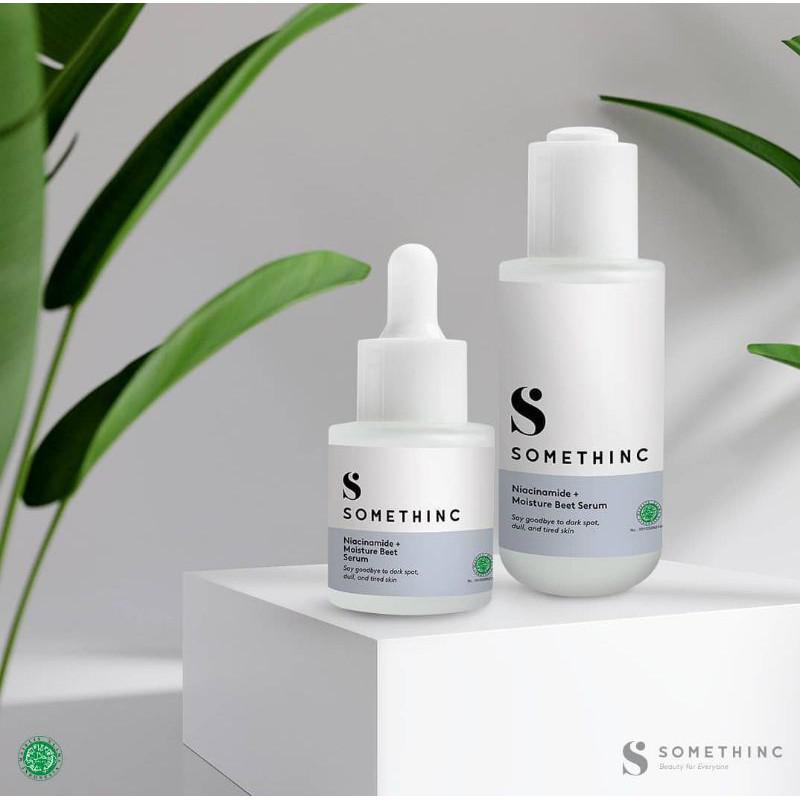 S
SOMETHINC
Niacinamide +
Moisture Beet
Serum
Say goodbye to dark spot,
dull, and tired skin
S
SOMETHINC
Niacinamide +
Moisture Beet Serum
Say goodbye to dark spot,
dull, and tired skin
S SOMETHINC
Beauty for Everyone